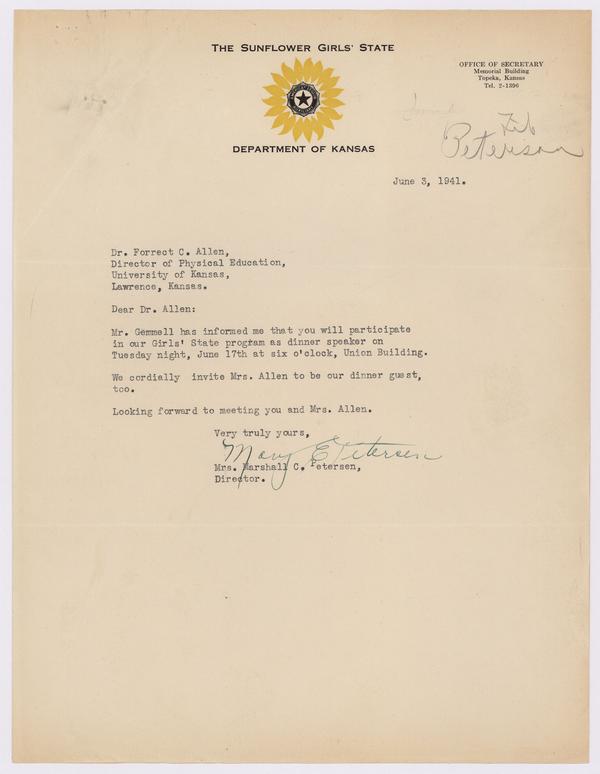 THE SUNFLOWER GIRLS' STATE
OFFICE OF SECRETARY
Memorial Building
Topeka, Kansas
Tel. 2-1396
DEPARTMENT OF KANSAS
Peterson
June 3, 1941.
Dr. Forrect C. Allen,
Director of Physical Education,
University of Kansas,
Lawrence, Kansas.
Dear Dr. Allen:
Mr. Gemmell has informed me that you will participate
in our Girls' State program as dinner speaker on
Tuesday night, June 17th at six o'clock, Union Building.
We cordially invite Mrs. Allen to be our dinner guest,
too.
Looking forward to meeting you and Mrs. Allen.
Very truly yours,
Mary E Petersen
Mrs. Marshall C. Petersen,
Director.